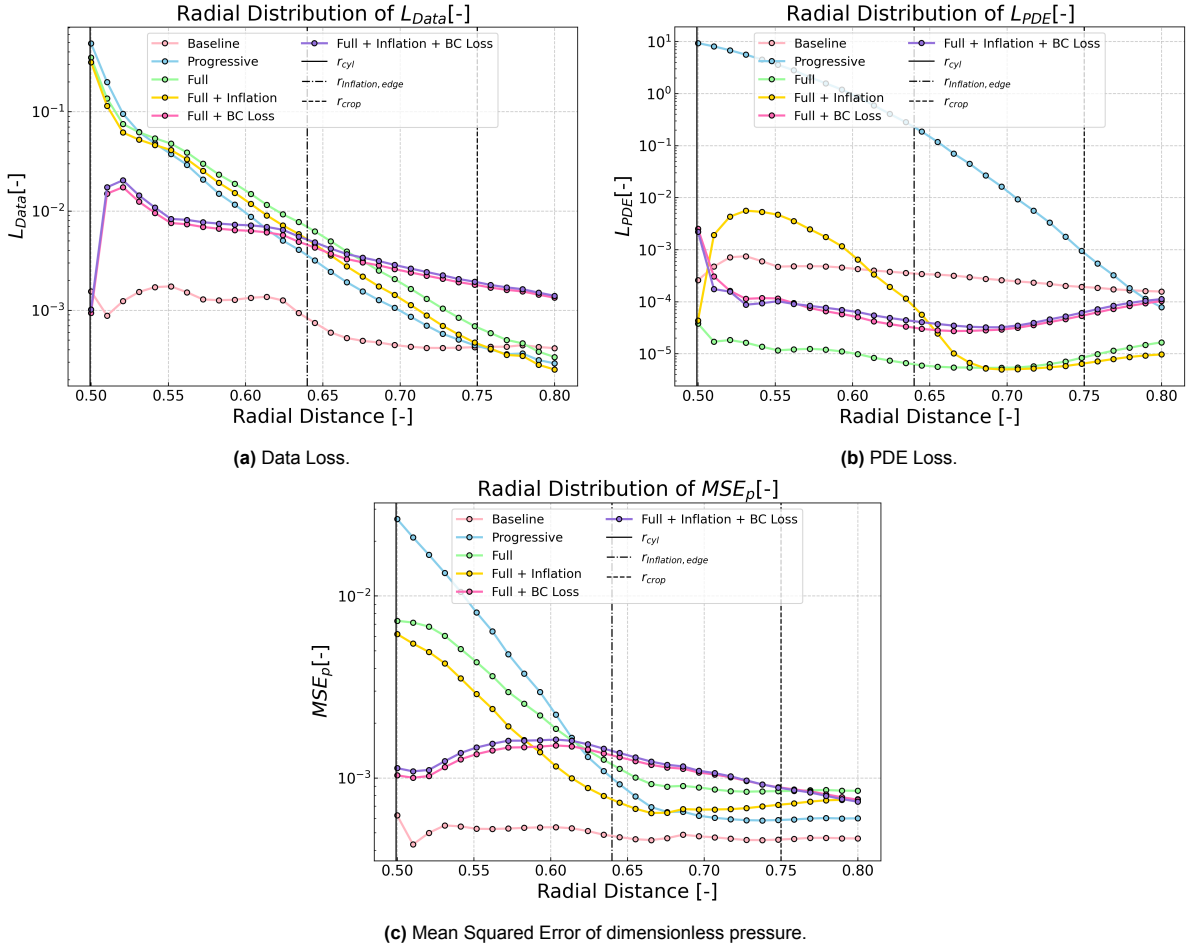 Radial Distribution of L_Data[-]
L_Data[-]
10⁻¹
10⁻²
10⁻³
Baseline
Progressive
Full
Full + Inflation
Full + BC Loss
Full + Inflation + BC Loss
r_cyl
r_Inflation,edge
r_crop
0.50 0.55 0.60 0.65 0.70 0.75 0.80
Radial Distance [-]
(a) Data Loss.
Radial Distribution of L_PDE[-]
L_PDE[-]
10¹
10⁰
10⁻¹
10⁻²
10⁻³
10⁻⁴
10⁻⁵
Baseline
Progressive
Full
Full + Inflation
Full + BC Loss
Full + Inflation + BC Loss
r_cyl
r_Inflation,edge
r_crop
0.50 0.55 0.60 0.65 0.70 0.75 0.80
Radial Distance [-]
(b) PDE Loss.
Radial Distribution of MSE_p[-]
MSE_p[-]
10⁻²
10⁻³
Baseline
Progressive
Full
Full + Inflation
Full + BC Loss
Full + Inflation + BC Loss
r_cyl
r_Inflation,edge
r_crop
0.50 0.55 0.60 0.65 0.70 0.75 0.80
Radial Distance [-]
(c) Mean Squared Error of dimensionless pressure.